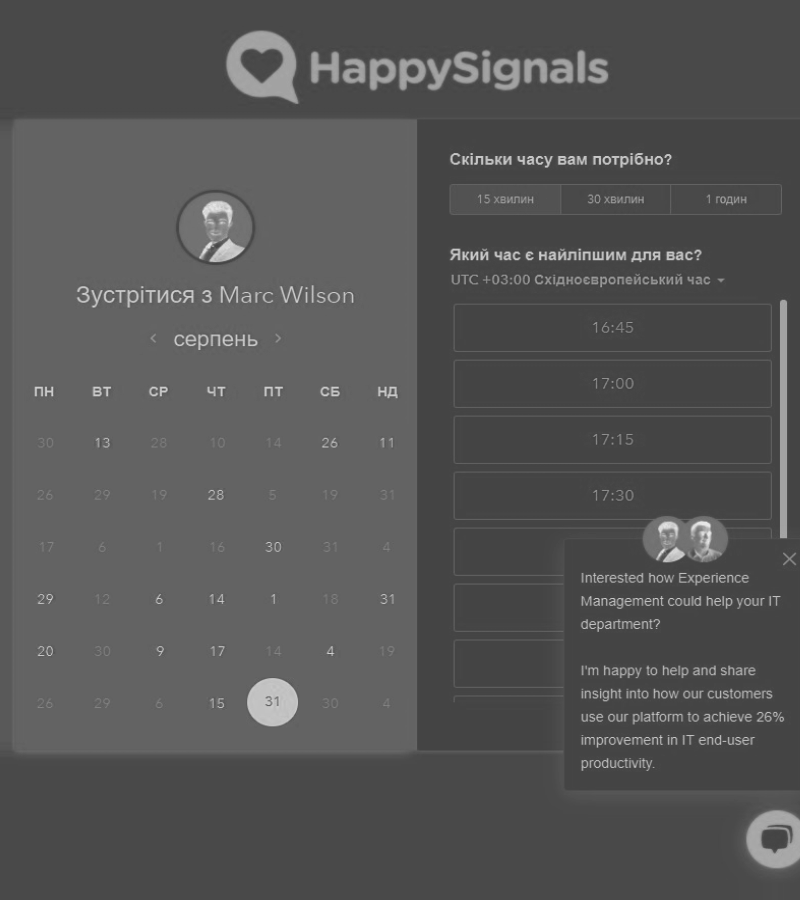 HappySignals
Зустрітися з Marc Wilson
серпень
ПН ВТ СР ЧТ ПТ СБ НД
30 13 28 10 14 26 11
26 29 19 28 5 19 31
17 6 1 16 30 31 4
29 12 6 14 1 18 31
20 30 9 17 14 4 19
26 29 6 15 31 30 4
Скільки часу вам потрібно?
15 хвилин 30 хвилин 1 годин
Який час є найліпшим для вас?
UTC +03:00 Східноєвропейський час
16:45
17:00
17:15
17:30
Interested how Experience
Management could help your IT
department?
I'm happy to help and share
insight into how our customers
use our platform to achieve 26%
improvement in IT end-user
productivity.